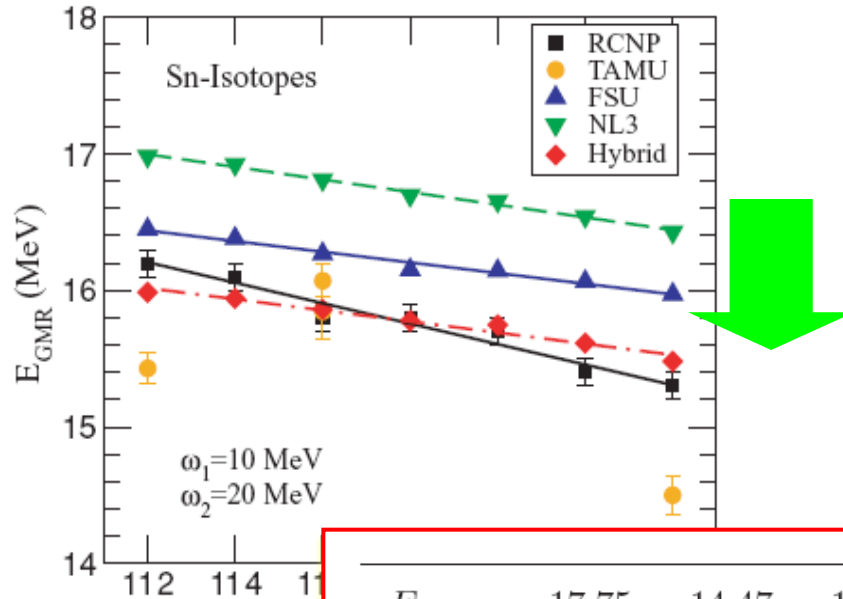 18
17
16
15
14
E_GMR (MeV)
Sn-Isotopes
RCNP
TAMU
FSU
NL3
Hybrid
ω₁=10 MeV
ω₂=20 MeV
112 114
17.75 14.47